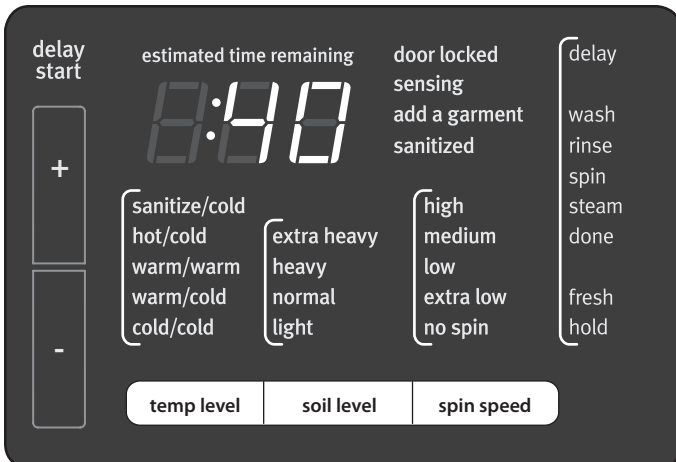 delay
start
+
-
estimated time remaining
:40
door locked
sensing
add a garment
sanitized
delay
wash
rinse
spin
steam
done
fresh
hold
sanitize/cold
hot/cold
warm/warm
warm/cold
cold/cold
extra heavy
heavy
normal
light
high
medium
low
extra low
no spin
temp level
soil level
spin speed